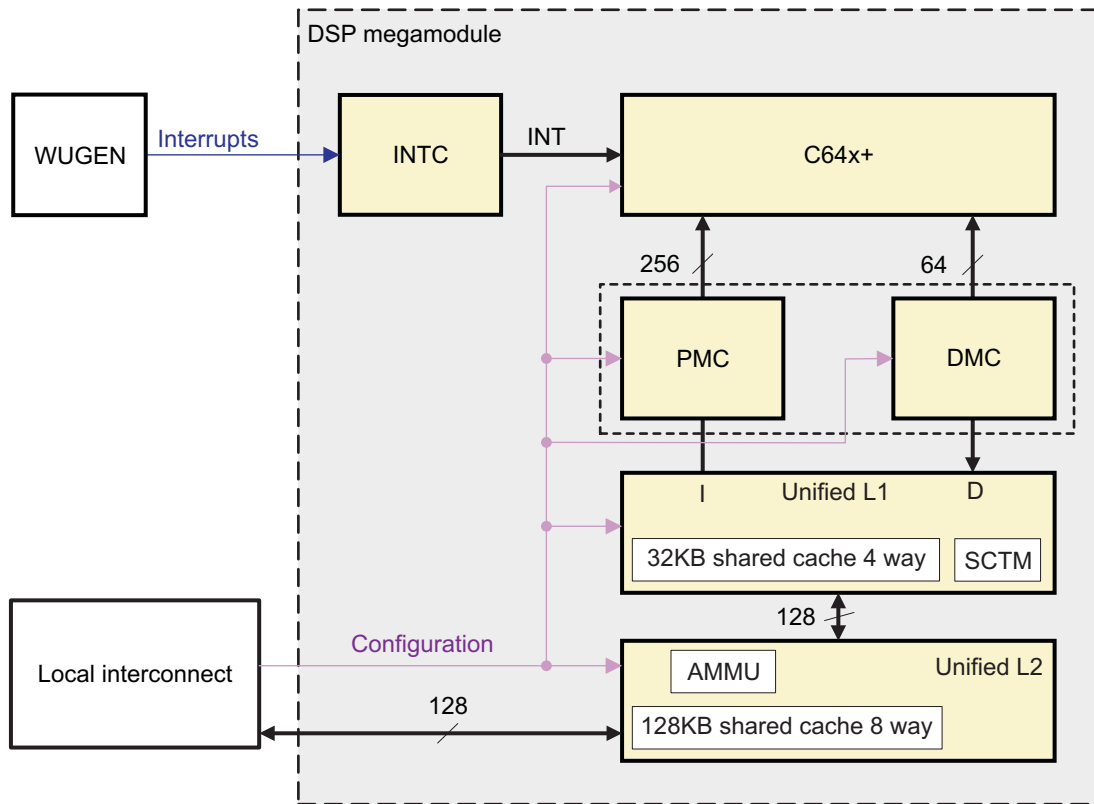 DSP megamodule
WUGEN
Interrupts
INTC
INT
C64x+
256
64
PMC
DMC
I
Unified L1
D
32KB shared cache 4 way
SCTM
128
Configuration
Local interconnect
AMMU
Unified L2
128
128KB shared cache 8 way